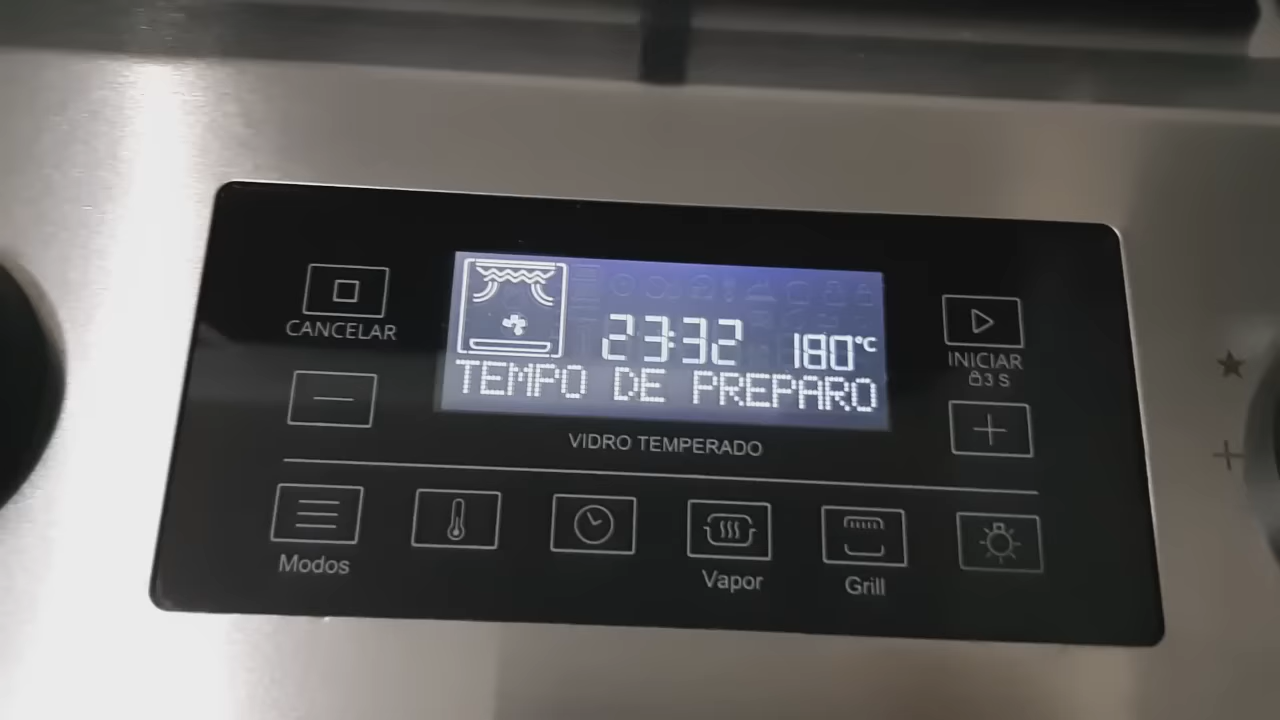 CANCELAR
23:32 180°C
TEMPO DE PREPARO
INICIAR
3 S
VIDRO TEMPERADO
Modos
Vapor
Grill